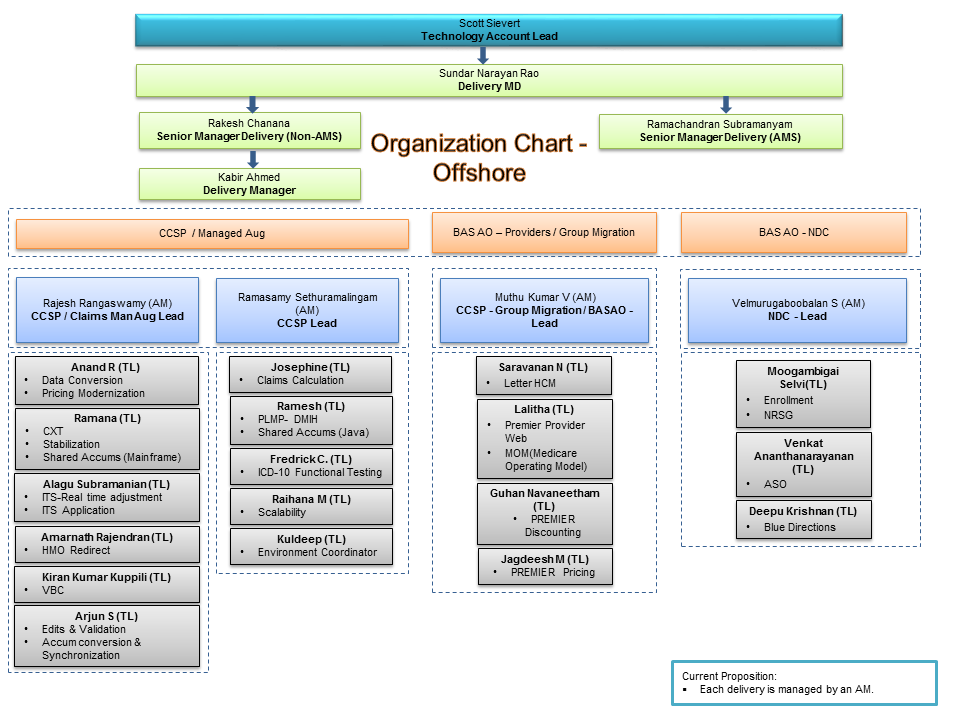 Scott Sievert
Technology Account Lead
Sundar Narayan Rao
Delivery MD
Rakesh Chanana
Senior Manager Delivery (Non-AMS)
Ramachandran Subramanyam
Senior Manager Delivery (AMS)
Organization Chart -
Offshore
Kabir Ahmed
Delivery Manager
CCSP / Managed Aug
BAS AO – Providers / Group Migration
BAS AO - NDC
Rajesh Rangaswamy (AM)
CCSP / Claims Man Aug Lead
Ramasamy Sethuramalingam
(AM)
CCSP Lead
Muthu Kumar V (AM)
CCSP - Group Migration / BASAO -
Lead
Velmurugaboobalan S (AM)
NDC - Lead
Anand R (TL)
• Data Conversion
• Pricing Modernization
Ramana (TL)
• CXT
• Stabilization
• Shared Accums (Mainframe)
Alagu Subramanian (TL)
• ITS-Real time adjustment
• ITS Application
Amarnath Rajendran (TL)
• HMO Redirect
Kiran Kumar Kuppili (TL)
• VBC
Arjun S (TL)
• Edits & Validation
• Accum conversion &
Synchronization
Josephine (TL)
• Claims Calculation
Ramesh (TL)
• PLMP- DMIH
• Shared Accums (Java)
Fredrick C. (TL)
• ICD-10 Functional Testing
Raihana M (TL)
• Scalability
Kuldeep (TL)
• Environment Coordinator
Saravanan N (TL)
• Letter HCM
Lalitha (TL)
• Premier Provider
Web
• MOM(Medicare
Operating Model)
Guhan Navaneetham
(TL)
• PREMIER
Discounting
Jagdeesh M (TL)
• PREMIER Pricing
Moogambigai
Selvi(TL)
• Enrollment
• NRSG
Venkat
Ananthanarayanan
(TL)
• ASO
Deepu Krishnan (TL)
• Blue Directions
Current Proposition:
▪ Each delivery is managed by an AM.